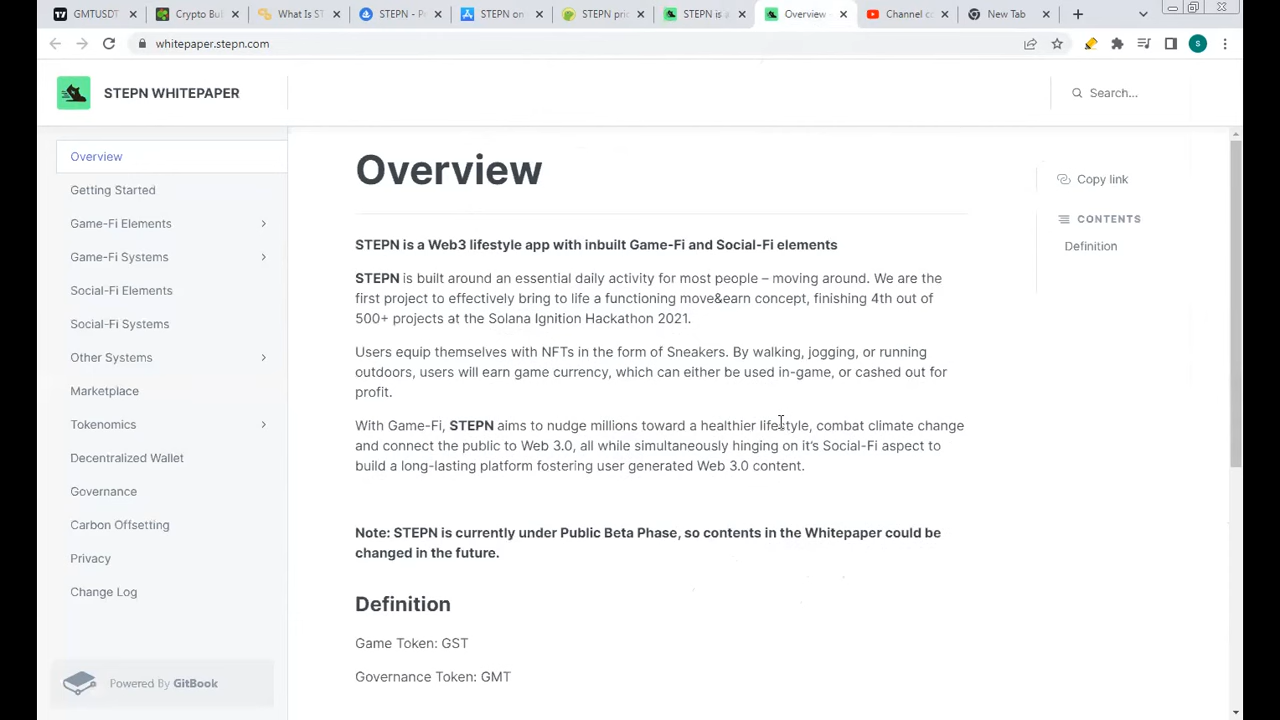 GMTUSDT
Crypto Bul
What Is ST
STEPN - P
STEPN on
STEPN pric
STEPN is a
Overview
Channel co
New Tab
whitepaper.stepn.com
S
STEPN WHITEPAPER
Search...
Overview
Getting Started
Game-Fi Elements
Game-Fi Systems
Social-Fi Elements
Social-Fi Systems
Other Systems
Marketplace
Tokenomics
Decentralized Wallet
Governance
Carbon Offsetting
Privacy
Change Log
Powered By GitBook
Overview
STEPN is a Web3 lifestyle app with inbuilt Game-Fi and Social-Fi elements
STEPN is built around an essential daily activity for most people – moving around. We are the
first project to effectively bring to life a functioning move&earn concept, finishing 4th out of
500+ projects at the Solana Ignition Hackathon 2021.
Users equip themselves with NFTs in the form of Sneakers. By walking, jogging, or running
outdoors, users will earn game currency, which can either be used in-game, or cashed out for
profit.
With Game-Fi, STEPN aims to nudge millions toward a healthier lifestyle, combat climate change
and connect the public to Web 3.0, all while simultaneously hinging on it's Social-Fi aspect to
build a long-lasting platform fostering user generated Web 3.0 content.
Note: STEPN is currently under Public Beta Phase, so contents in the Whitepaper could be
changed in the future.
Definition
Game Token: GST
Governance Token: GMT
Copy link
CONTENTS
Definition